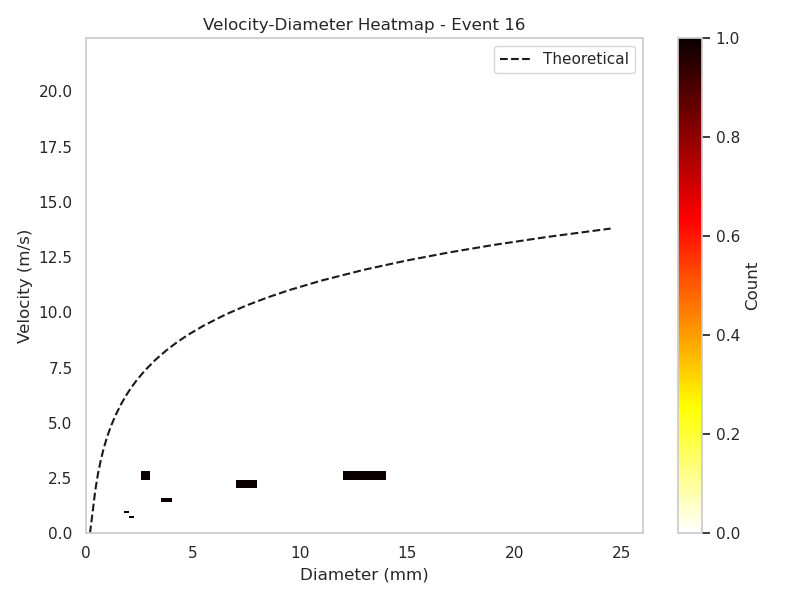 Velocity-Diameter Heatmap - Event 16
Theoretical
20.0
17.5
15.0
12.5
10.0
7.5
5.0
2.5
0.0
Velocity (m/s)
0 5 10 15 20 25
Diameter (mm)
1.0
0.8
0.6
0.4
0.2
0.0
Count